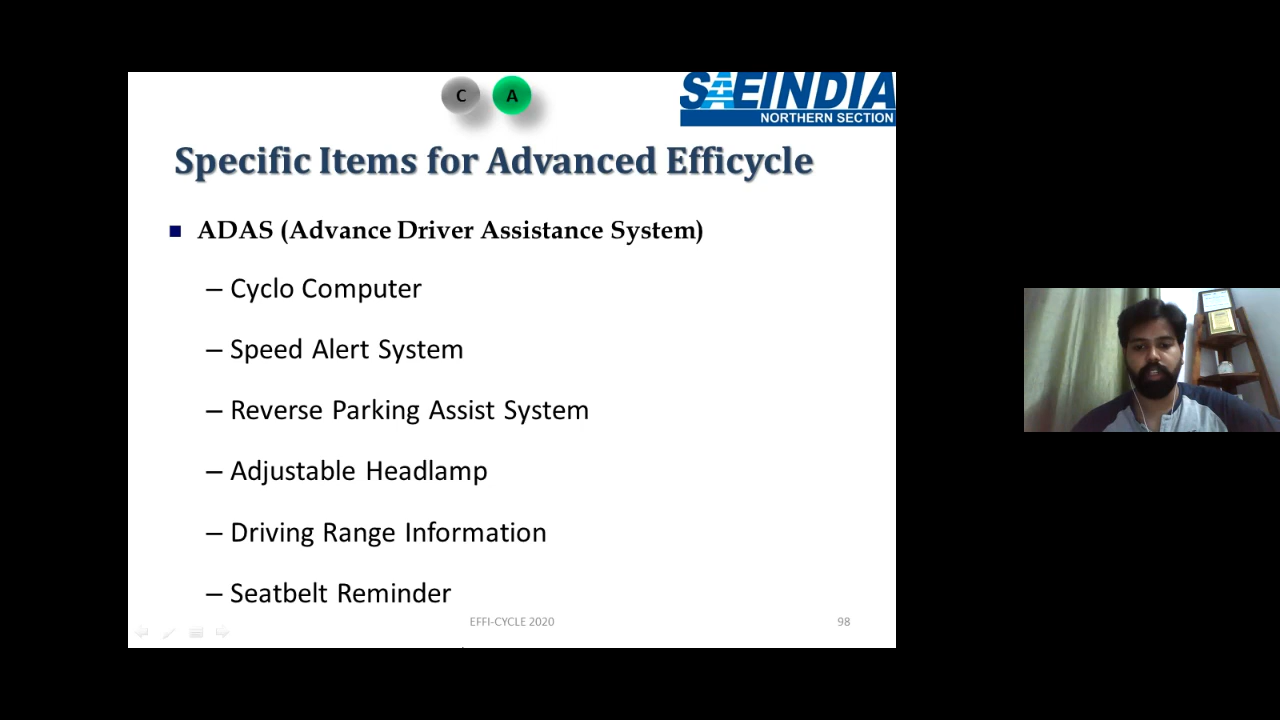 C A
SAEINDIA
NORTHERN SECTION
Specific Items for Advanced Efficycle
■ ADAS (Advance Driver Assistance System)
– Cyclo Computer
– Speed Alert System
– Reverse Parking Assist System
– Adjustable Headlamp
– Driving Range Information
– Seatbelt Reminder
EFFI-CYCLE 2020
98